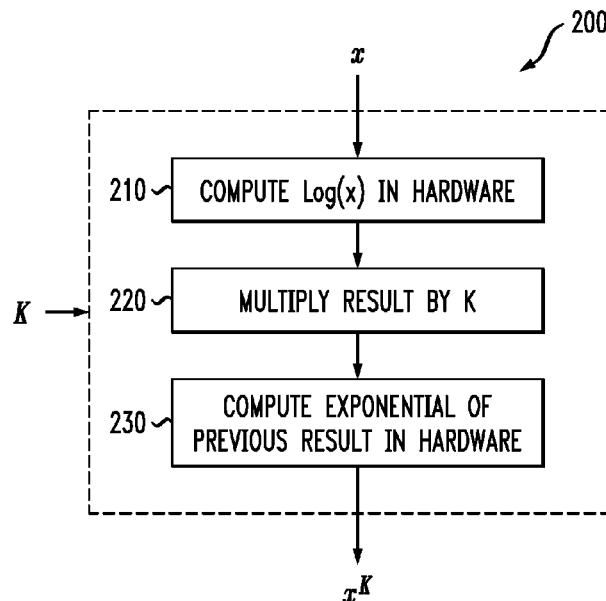 200
x
210
COMPUTE Log(x) IN HARDWARE
K
220
MULTIPLY RESULT BY K
230
COMPUTE EXPONENTIAL OF
PREVIOUS RESULT IN HARDWARE
x^K